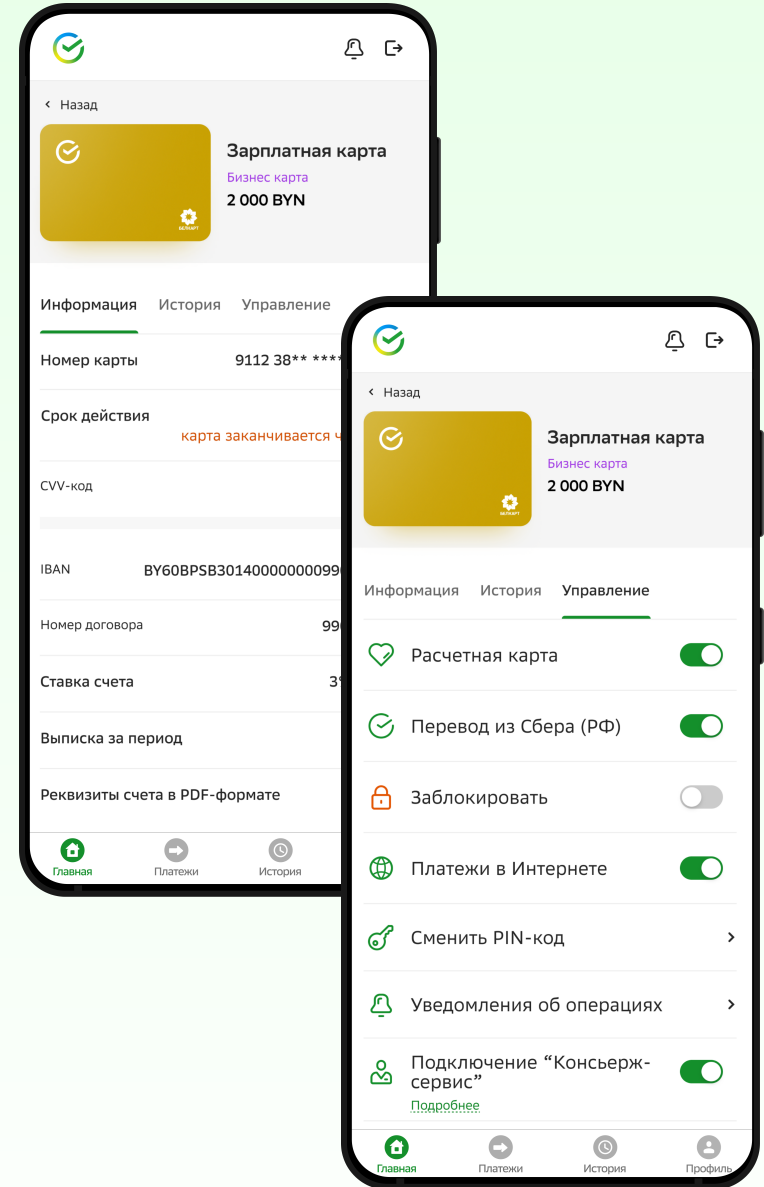 Назад
Зарплатная карта
Бизнес карта
2 000 BYN
БЕЛКАРТ
Информация История Управление
Номер карты 9112 38** ****
Срок действия
карта заканчивается ч
CVV-код
IBAN BY60BPSB3014000000099
Номер договора 99
Ставка счета 3
Выписка за период
Реквизиты счета в PDF-формате
Главная Платежи История
Назад
Зарплатная карта
Бизнес карта
2 000 BYN
БЕЛКАРТ
Информация История Управление
Расчетная карта
Перевод из Сбера (РФ)
Заблокировать
Платежи в Интернете
Сменить PIN-код
Уведомления об операциях
Подключение “Консьерж-
сервис”
Подробнее
Главная Платежи История Профиль